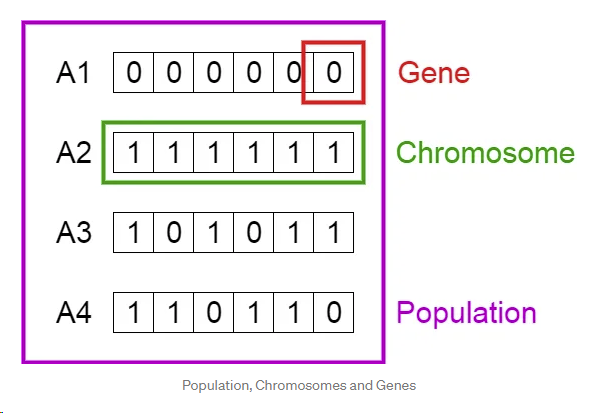 A1 0 0 0 0 0 0 Gene
A2 1 1 1 1 1 1 Chromosome
A3 1 0 1 0 1 1
A4 1 1 0 1 1 0 Population
Population, Chromosomes and Genes